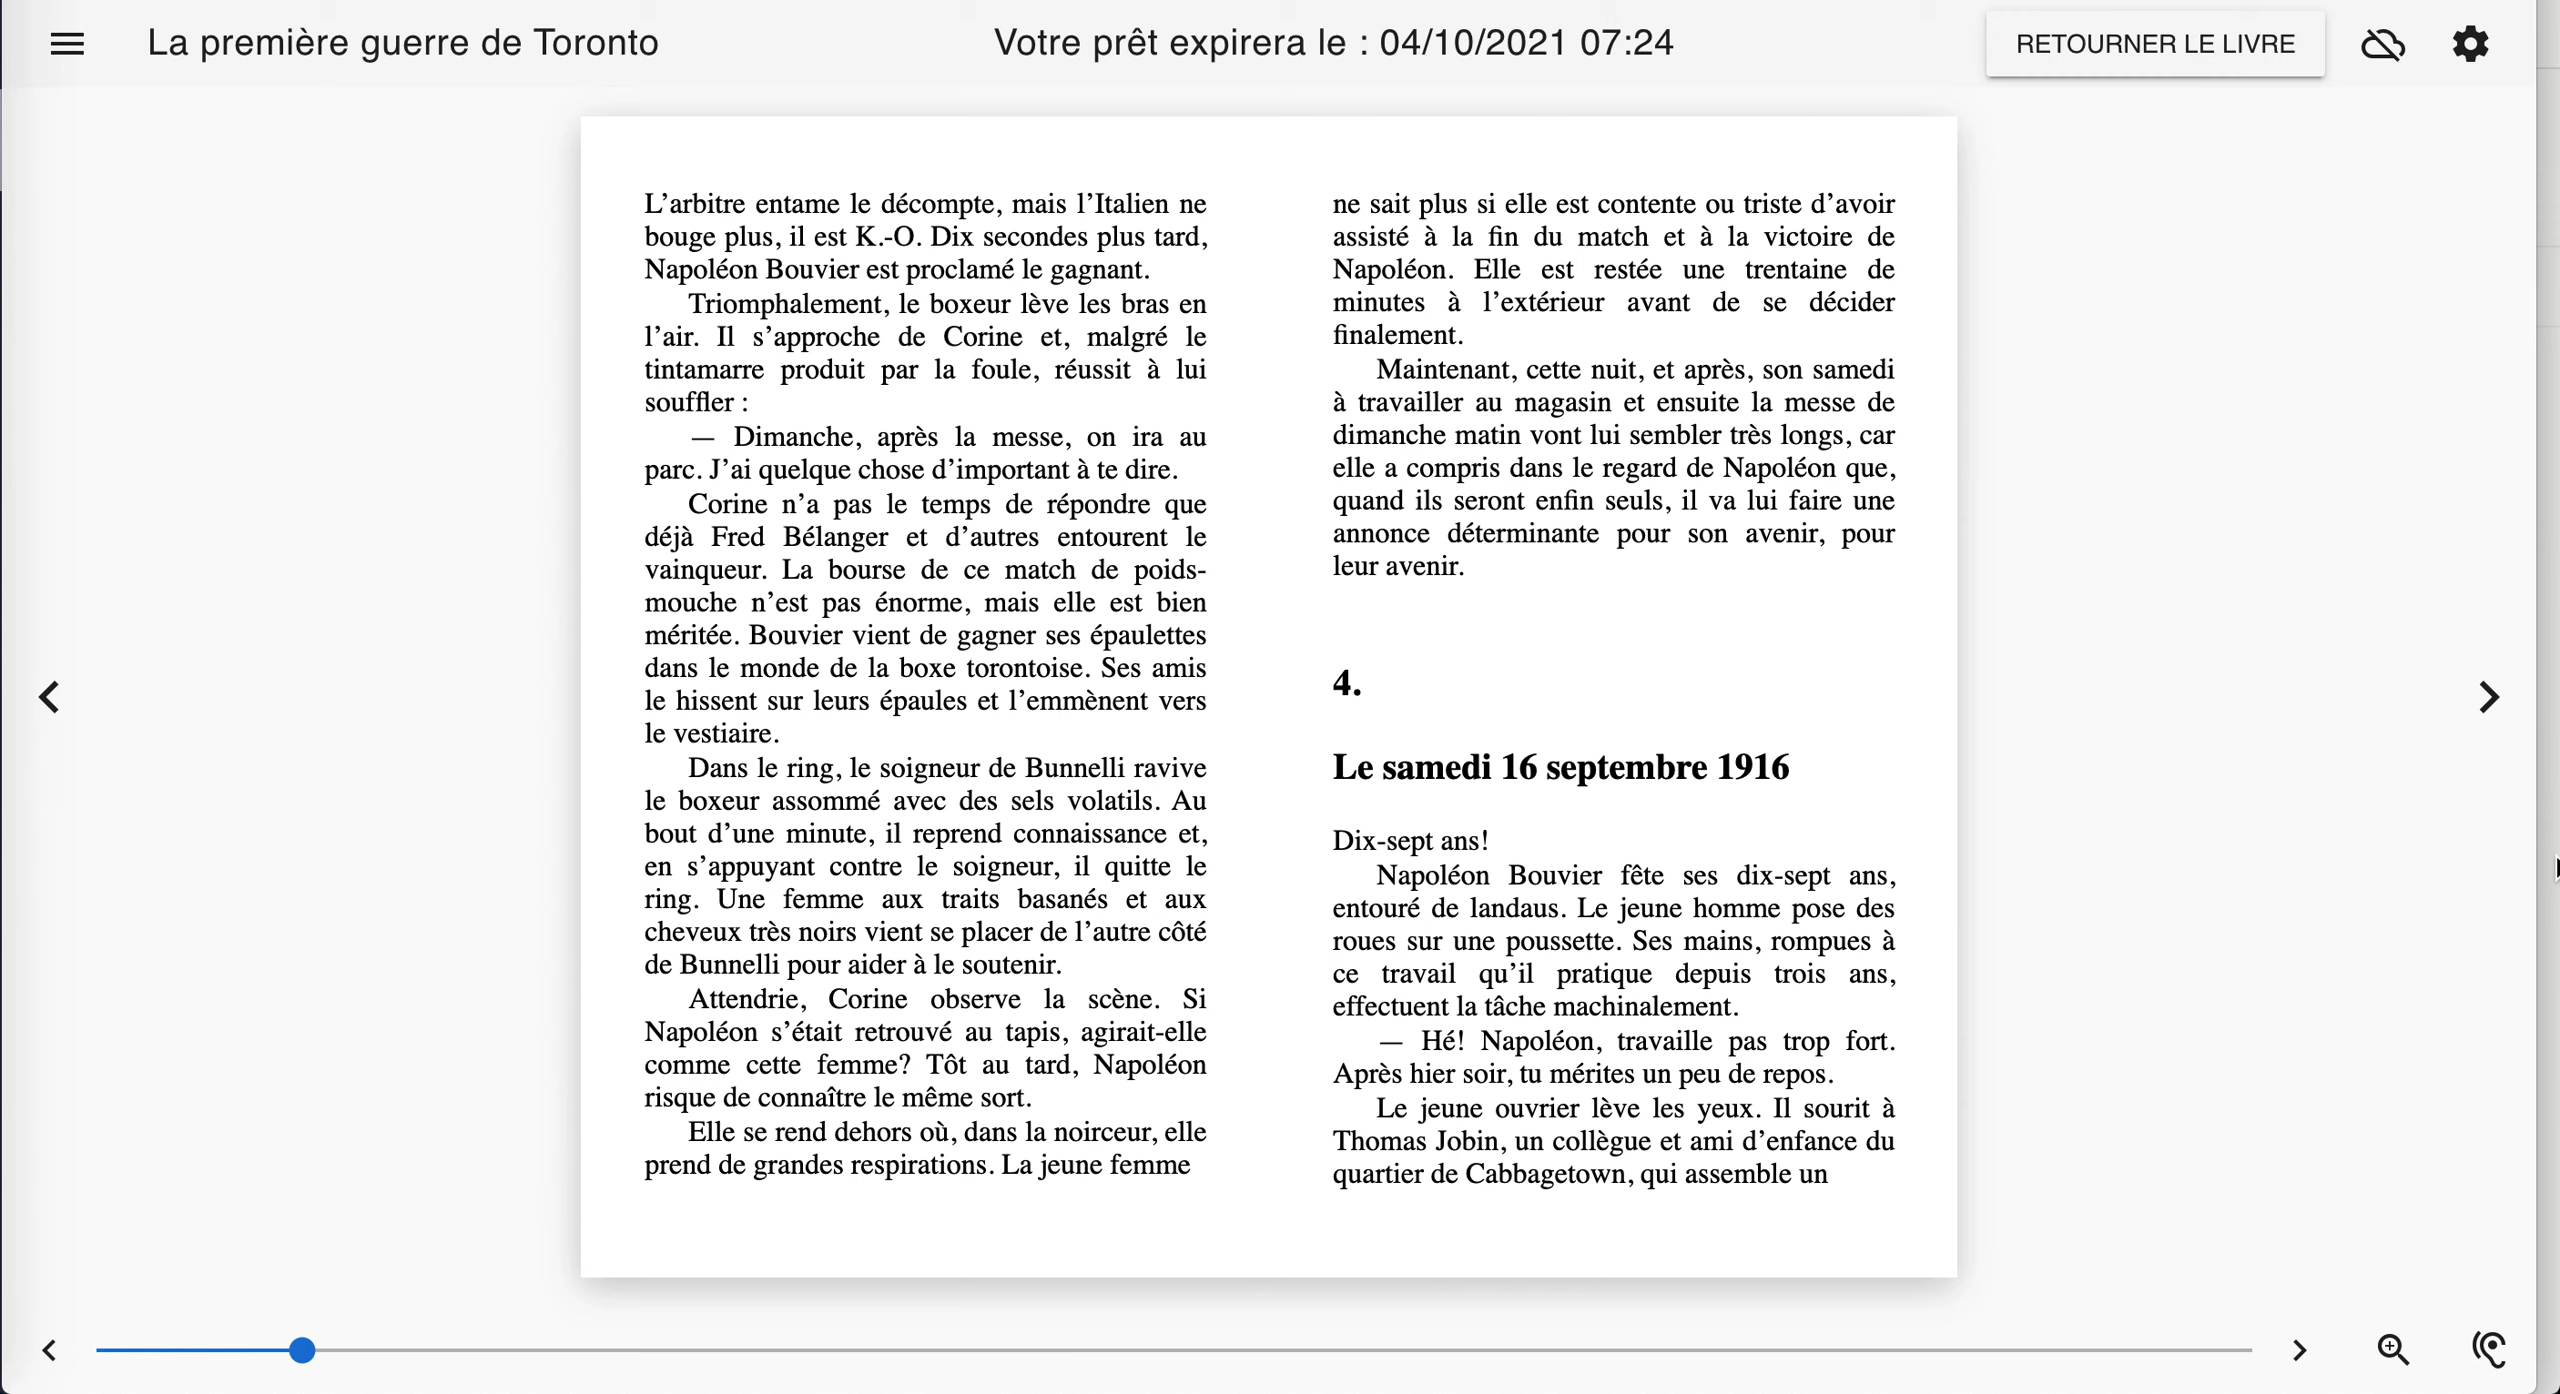 La première guerre de Toronto
Votre prêt expirera le : 04/10/2021 07:24
RETOURNER LE LIVRE
L’arbitre entame le décompte, mais l’Italien ne
bouge plus, il est K.-O. Dix secondes plus tard,
Napoléon Bouvier est proclamé le gagnant.
Triomphalement, le boxeur lève les bras en
l’air. Il s’approche de Corine et, malgré le
tintamarre produit par la foule, réussit à lui
souffler :
— Dimanche, après la messe, on ira au
parc. J’ai quelque chose d’important à te dire.
Corine n’a pas le temps de répondre que
déjà Fred Bélanger et d’autres entourent le
vainqueur. La bourse de ce match de poids-
mouche n’est pas énorme, mais elle est bien
méritée. Bouvier vient de gagner ses épaulettes
dans le monde de la boxe torontoise. Ses amis
le hissent sur leurs épaules et l’emmènent vers
le vestiaire.
Dans le ring, le soigneur de Bunnelli ravive
le boxeur assommé avec des sels volatils. Au
bout d’une minute, il reprend connaissance et,
en s’appuyant contre le soigneur, il quitte le
ring. Une femme aux traits basanés et aux
cheveux très noirs vient se placer de l’autre côté
de Bunnelli pour aider à le soutenir.
Attendrie, Corine observe la scène. Si
Napoléon s’était retrouvé au tapis, agirait-elle
comme cette femme? Tôt au tard, Napoléon
risque de connaître le même sort.
Elle se rend dehors où, dans la noirceur, elle
prend de grandes respirations. La jeune femme
ne sait plus si elle est contente ou triste d’avoir
assisté à la fin du match et à la victoire de
Napoléon. Elle est restée une trentaine de
minutes à l’extérieur avant de se décider
finalement.
Maintenant, cette nuit, et après, son samedi
à travailler au magasin et ensuite la messe de
dimanche matin vont lui sembler très longs, car
elle a compris dans le regard de Napoléon que,
quand ils seront enfin seuls, il va lui faire une
annonce déterminante pour son avenir, pour
leur avenir.
4.
Le samedi 16 septembre 1916
Dix-sept ans!
Napoléon Bouvier fête ses dix-sept ans,
entouré de landaus. Le jeune homme pose des
roues sur une poussette. Ses mains, rompues à
ce travail qu’il pratique depuis trois ans,
effectuent la tâche machinalement.
— Hé! Napoléon, travaille pas trop fort.
Après hier soir, tu mérites un peu de repos.
Le jeune ouvrier lève les yeux. Il sourit à
Thomas Jobin, un collègue et ami d’enfance du
quartier de Cabbagetown, qui assemble un